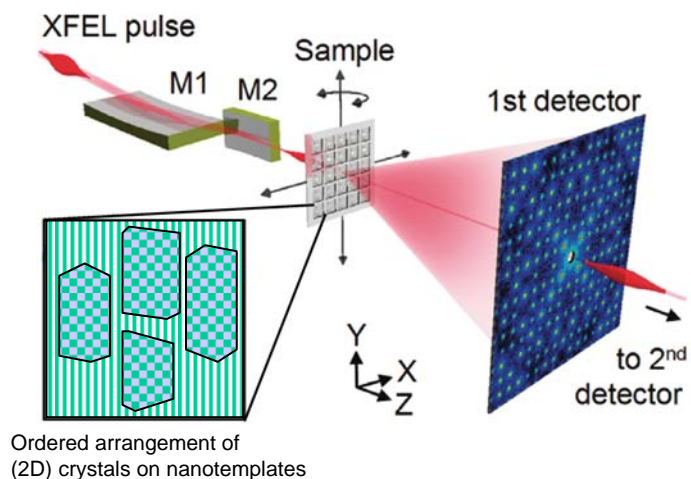 XFEL pulse
M1
M2
Sample
1st detector
Y
X
Z
to 2nd
detector
Ordered arrangement of
(2D) crystals on nanotemplates